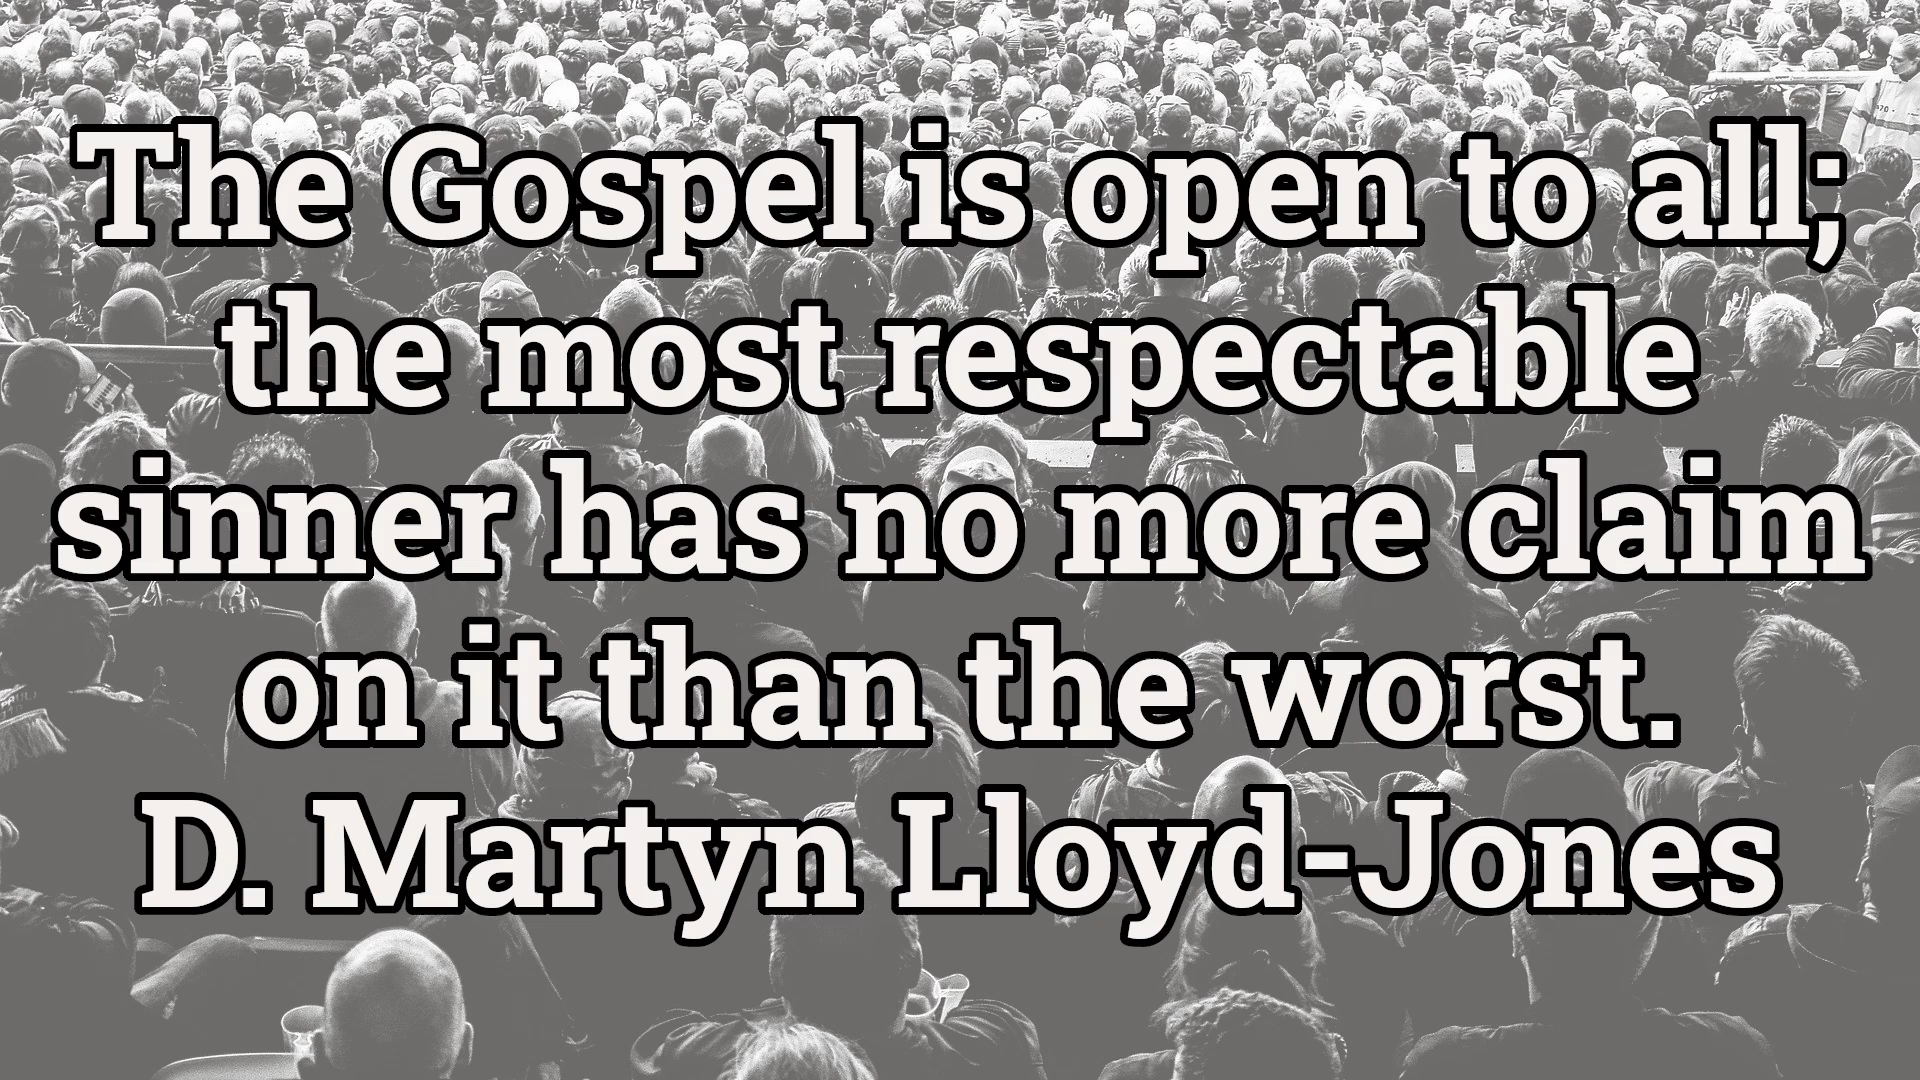 The Gospel is open to all;
the most respectable
sinner has no more claim
on it than the worst.
D. Martyn Lloyd-Jones